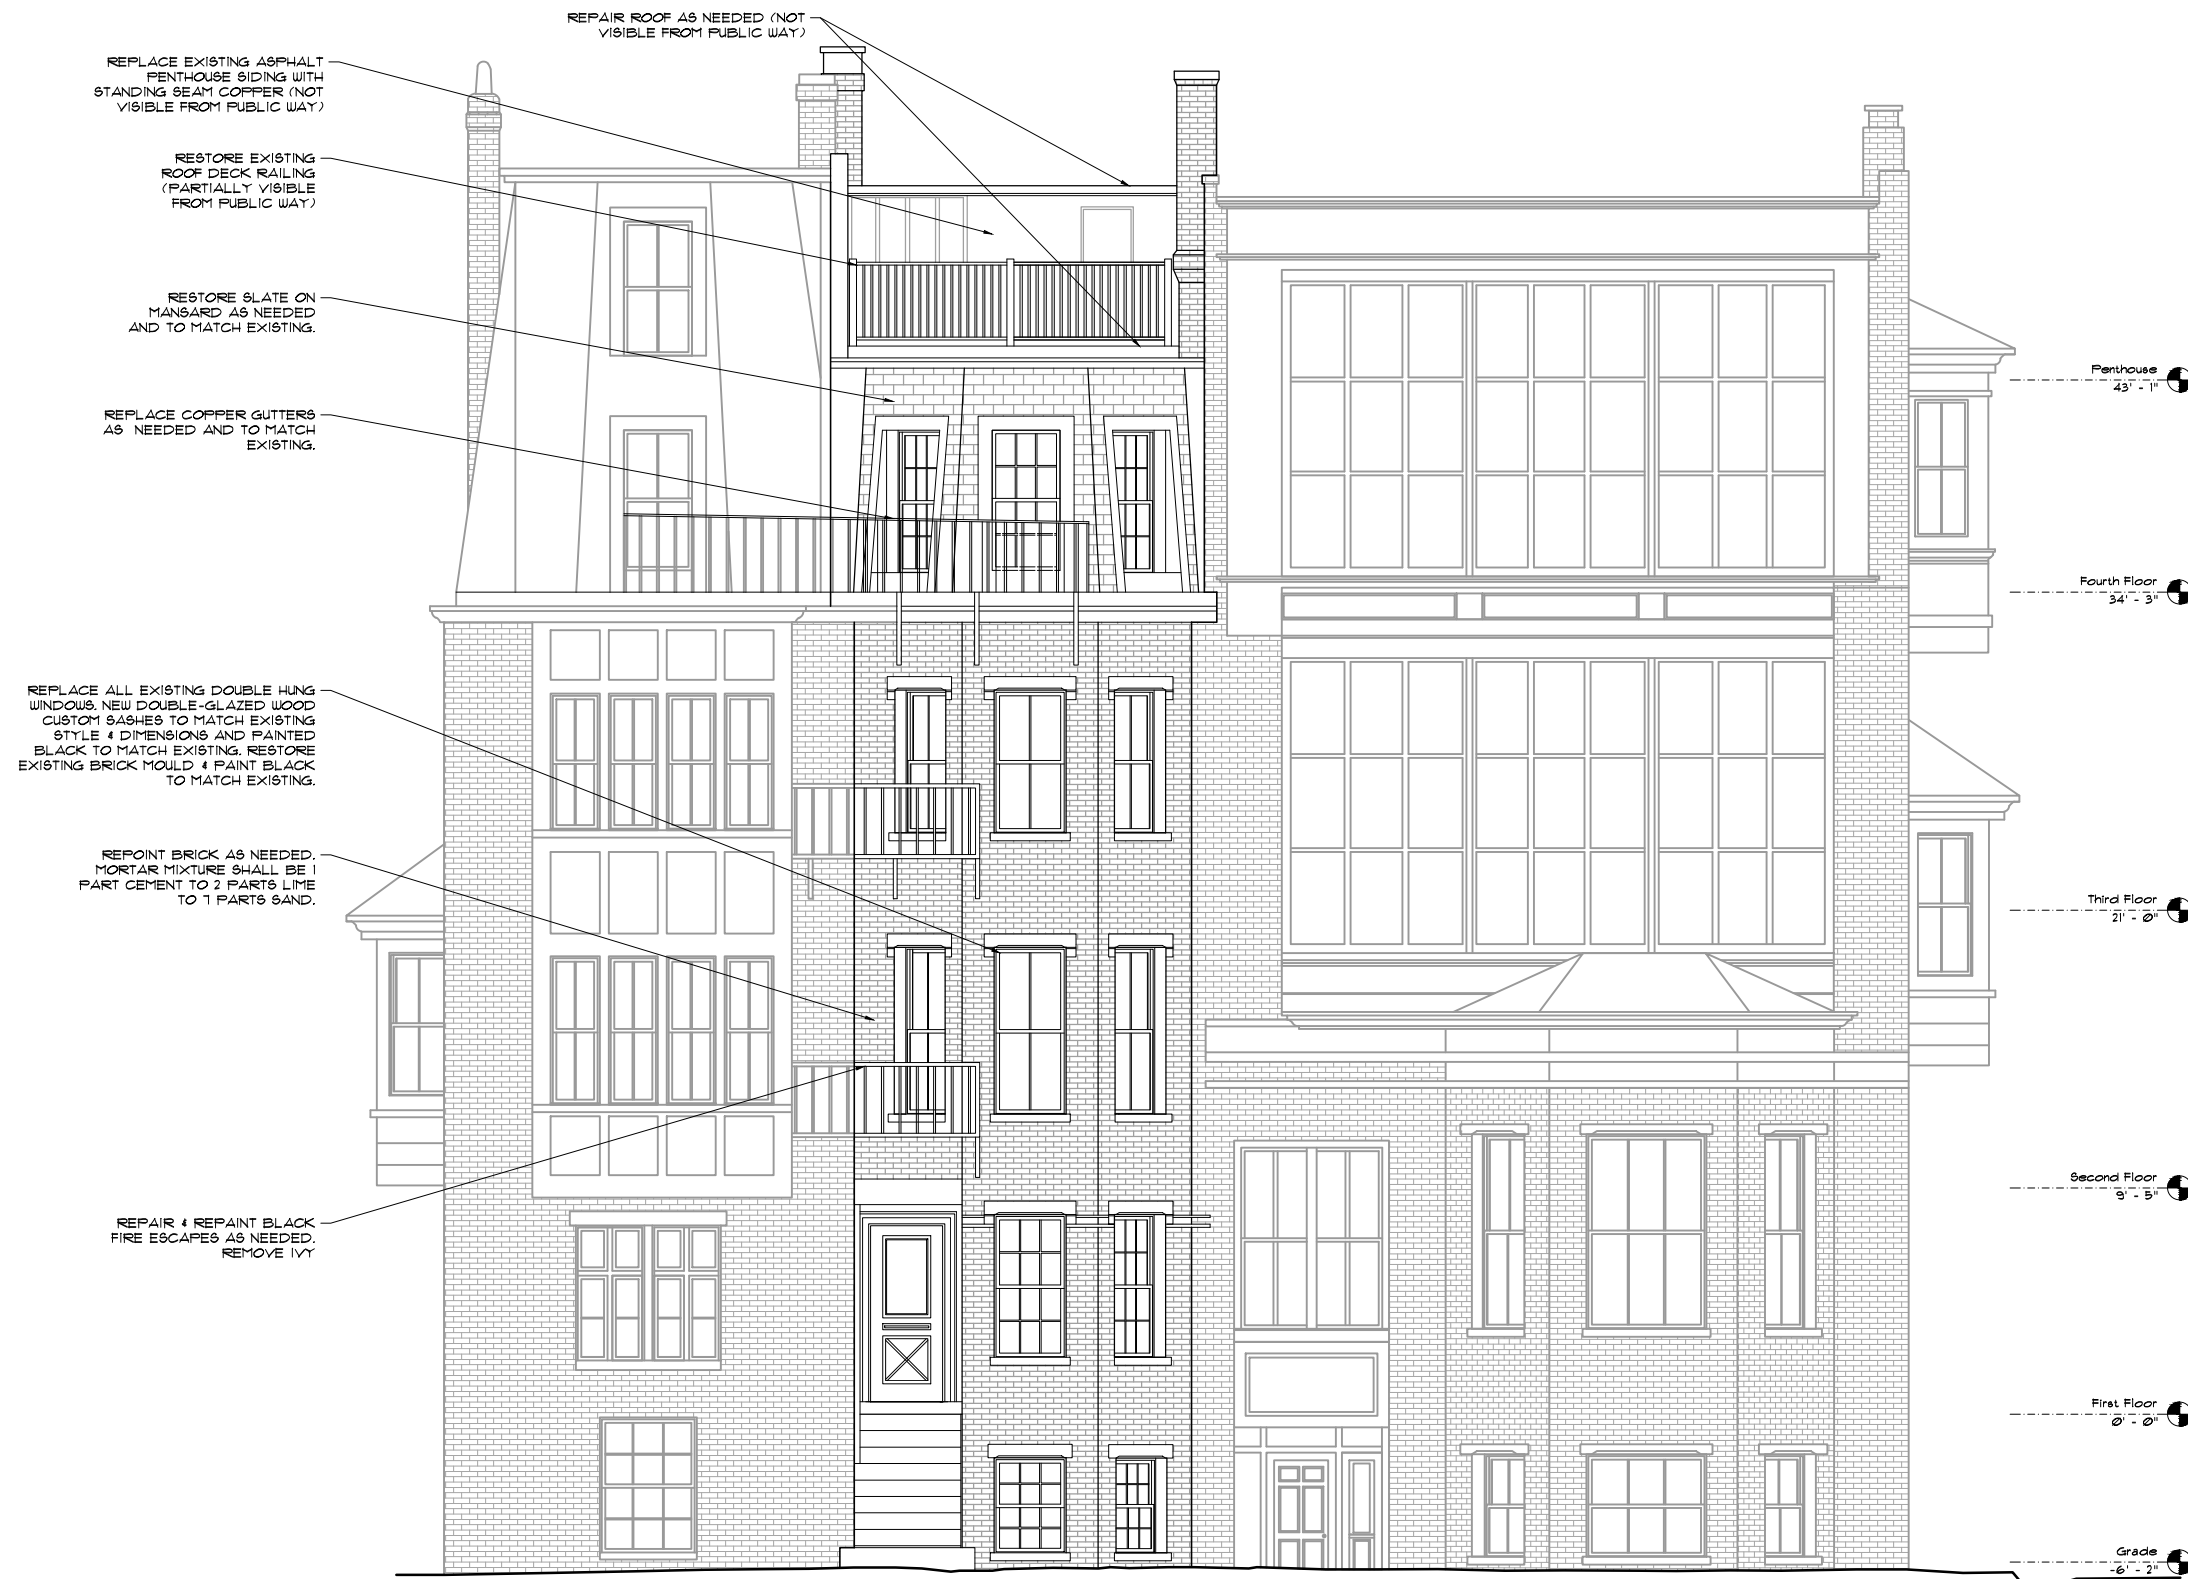 REPAIR ROOF AS NEEDED (NOT
VISIBLE FROM PUBLIC WAY)
REPLACE EXISTING ASPHALT
PENTHOUSE SIDING WITH
STANDING SEAM COPPER (NOT
VISIBLE FROM PUBLIC WAY)
RESTORE EXISTING
ROOF DECK RAILING
(PARTIALLY VISIBLE
FROM PUBLIC WAY)
RESTORE SLATE ON
MANSARD AS NEEDED
AND TO MATCH EXISTING.
REPLACE COPPER GUTTERS
AS NEEDED AND TO MATCH
EXISTING.
REPLACE ALL EXISTING DOUBLE HUNG
WINDOWS. NEW DOUBLE-GLAZED WOOD
CUSTOM SASHES TO MATCH EXISTING
STYLE & DIMENSIONS AND PAINTED
BLACK TO MATCH EXISTING. RESTORE
EXISTING BRICK MOULD & PAINT BLACK
TO MATCH EXISTING.
REPOINT BRICK AS NEEDED.
MORTAR MIXTURE SHALL BE 1
PART CEMENT TO 2 PARTS LIME
TO 7 PARTS SAND.
REPAIR & REPAINT BLACK
FIRE ESCAPES AS NEEDED.
REMOVE IVY
Penthouse
43' - 1"
Fourth Floor
34' - 3"
Third Floor
21' - 0"
Second Floor
9' - 5"
First Floor
0' - 0"
Grade
-6' - 2"